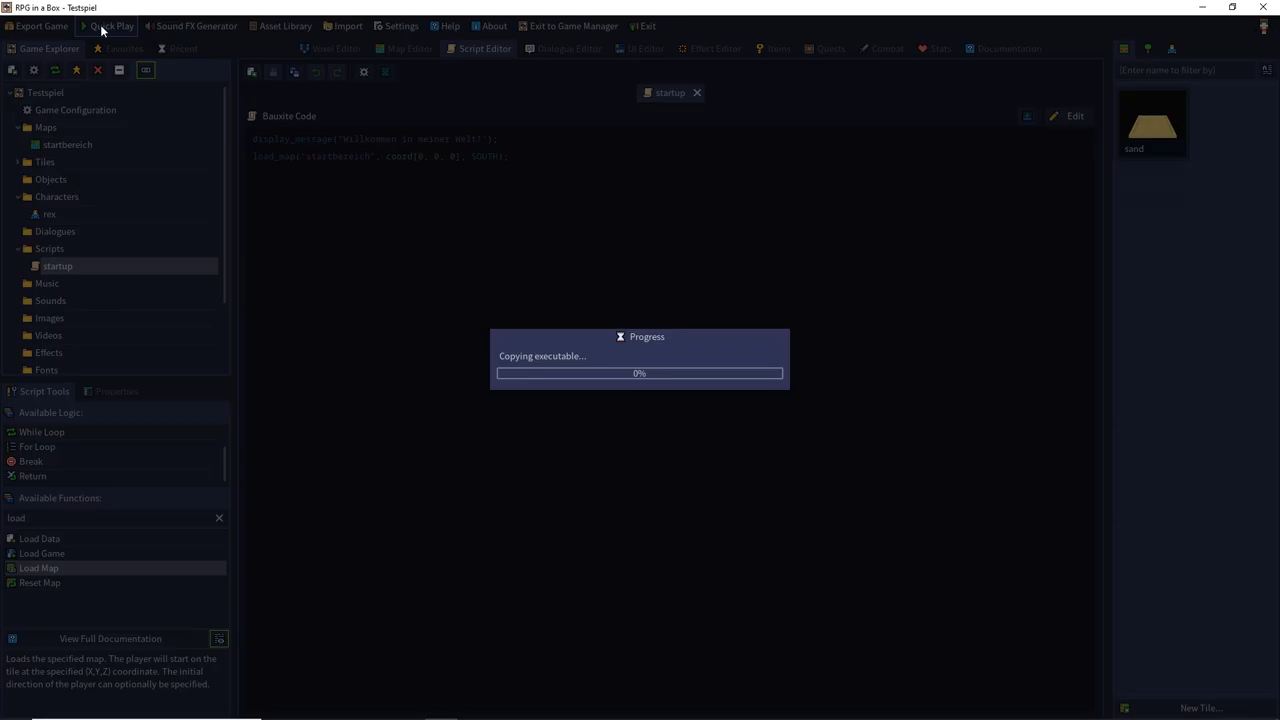 RPG in a Box - Testspiel
Export Game Quick Play Sound FX Generator Asset Library Import Settings Help About Exit to Game Manager Exit
Game Explorer Favorites Recent Voxel Editor Map Editor Script Editor Dialogue Editor UI Editor Effect Editor Items Quests Combat Stats Documentation
(Enter name to filter by)
Testspiel
startup
Game Configuration
Bauxite Code
Edit
Maps
display_message("Willkommen in meiner Welt!");
startbereich
sand
load_map("startbereich", coord[0, 0, 0], SOUTH);
Tiles
Objects
Characters
rex
Dialogues
Scripts
startup
Music
Sounds
Images
Videos
Effects
Fonts
Progress
Copying executable...
0%
Script Tools Properties
Available Logic:
While Loop
For Loop
Break
Return
Available Functions:
load
Load Data
Load Game
Load Map
Reset Map
View Full Documentation
Loads the specified map. The player will start on the
tile at the specified (X,Y,Z) coordinate. The initial
direction of the player can optionally be specified.
New Tile...